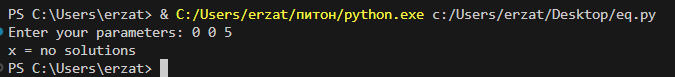 PS C:\Users\erzat> & C:/Users/erzat/питон/python.exe c:/Users/erzat/Desktop/eq.py
Enter your parameters: 0 0 5
x = no solutions
PS C:\Users\erzat>